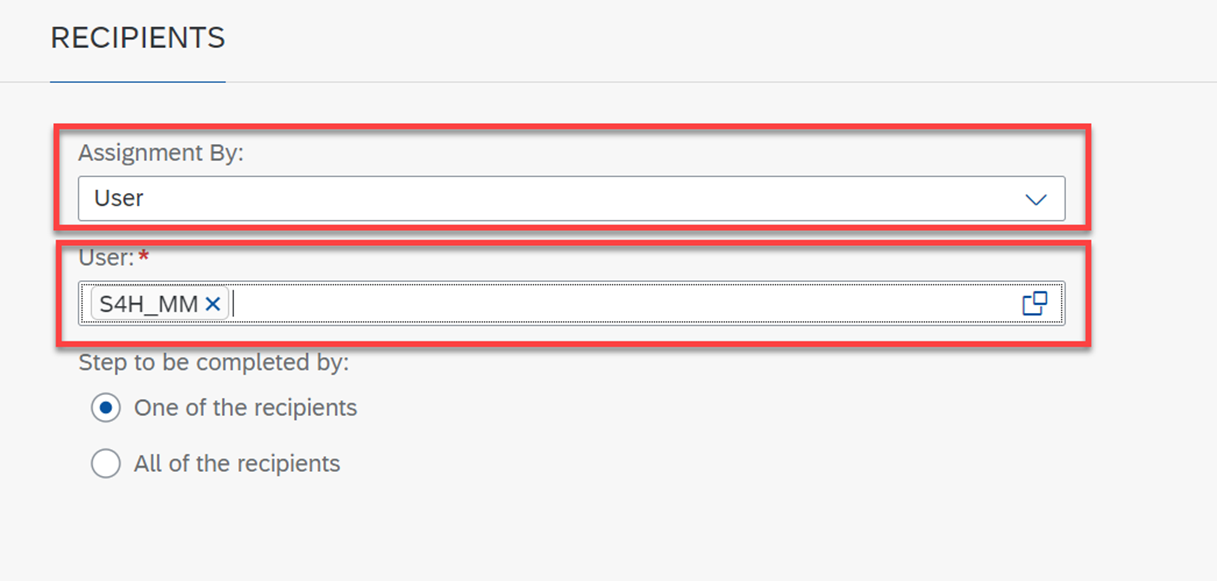 RECIPIENTS
Assignment By:
User
User:*
S4H_MM
Step to be completed by:
One of the recipients
All of the recipients